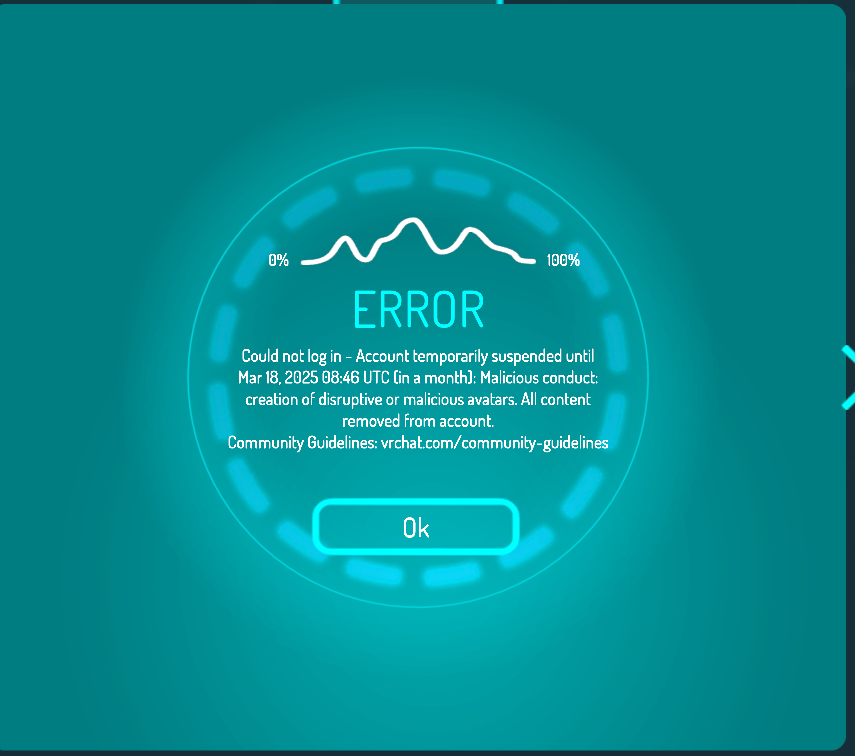 0% 100%
ERROR
Could not log in - Account temporarily suspended until
Mar 18, 2025 08:46 UTC (in a month): Malicious conduct:
creation of disruptive or malicious avatars. All content
removed from account.
Community Guidelines: vrchat.com/community-guidelines
Ok